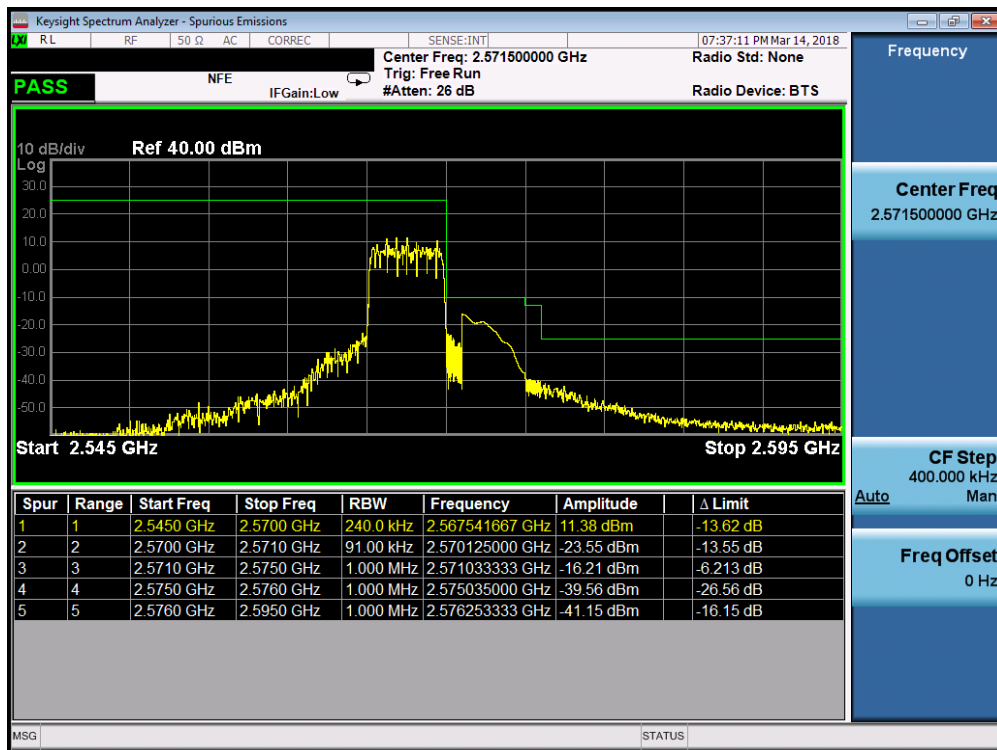 Keysight Spectrum Analyzer - Spurious Emissions
LXI RL RF 50 Ω AC CORREC SENSE:INT 07:37:11 PM Mar 14, 2018
Center Freq: 2.571500000 GHz Radio Std: None
NFE Trig: Free Run
PASS IFGain:Low #Atten: 26 dB Radio Device: BTS
10 dB/div Ref 40.00 dBm
Log
30.0
20.0
10.0
0.00
-10.0
-20.0
-30.0
-40.0
-50.0
Start 2.545 GHz Stop 2.595 GHz
Spur Range Start Freq Stop Freq RBW Frequency Amplitude Δ Limit
1 1 2.5450 GHz 2.5700 GHz 240.0 kHz 2.567541667 GHz 11.38 dBm -13.62 dB
2 2 2.5700 GHz 2.5710 GHz 91.00 kHz 2.570125000 GHz -23.55 dBm -13.55 dB
3 3 2.5710 GHz 2.5750 GHz 1.000 MHz 2.571033333 GHz -16.21 dBm -6.213 dB
4 4 2.5750 GHz 2.5760 GHz 1.000 MHz 2.575035000 GHz -39.56 dBm -26.56 dB
5 5 2.5760 GHz 2.5950 GHz 1.000 MHz 2.576253333 GHz -41.15 dBm -16.15 dB
MSG STATUS
Frequency
Center Freq
2.571500000 GHz
CF Step
400.000 kHz
Auto Man
Freq Offset
0 Hz